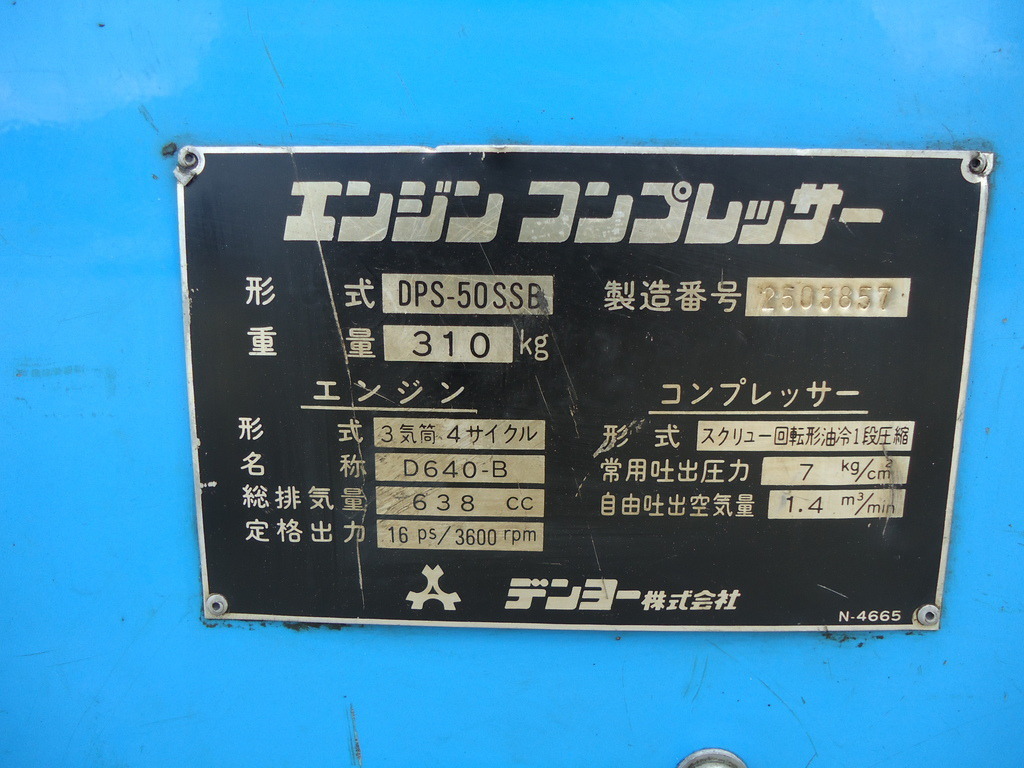 エンジン コンプレッサー
形 式 DPS-50SSB 製造番号 2503857
重 量 310 kg
エンジン
形 式 3気筒 4サイクル
名 称 D640-B
総排気量 638 cc
定格出力 16 ps/3600 rpm
コンプレッサー
形 式 スクリュー回転形油冷1段圧縮
常用吐出圧力 7 kg/cm²
自由吐出空気量 1.4 m³/min
デンヨー株式会社
N-4665